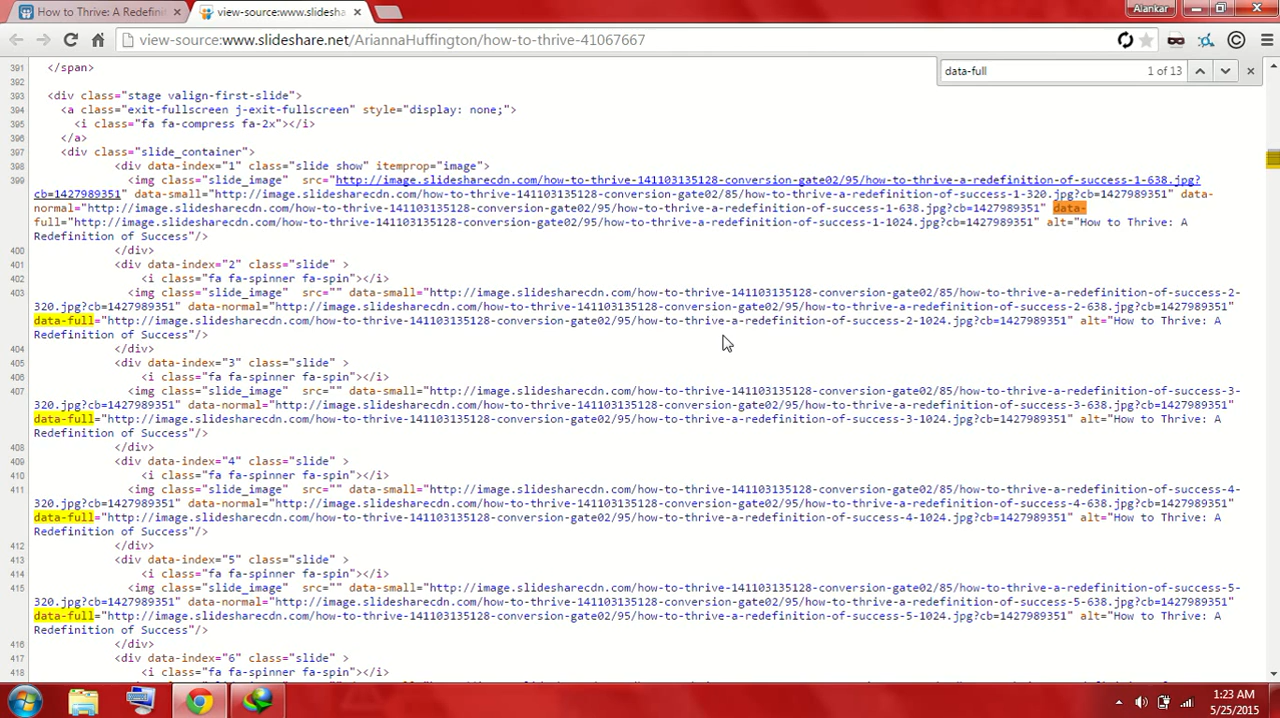 How to Thrive: A Redefini
view-source:www.slidesha
Alankar
view-source:www.slideshare.net/AriannaHuffington/how-to-thrive-41067667
data-full 1 of 13
391 </span>
392
393 <div class="stage valign-first-slide">
394 <a class="exit-fullscreen j-exit-fullscreen" style="display: none;">
395 <i class="fa fa-compress fa-2x"></i>
396 </a>
397 <div class="slide_container">
398 <div data-index="1" class="slide show" itemprop="image">
399 <img class="slide_image" src="http://image.slidesharecdn.com/how-to-thrive-141103135128-conversion-gate02/95/how-to-thrive-a-redefinition-of-success-1-638.jpg?
cb=1427989351" data-small="http://image.slidesharecdn.com/how-to-thrive-141103135128-conversion-gate02/85/how-to-thrive-a-redefinition-of-success-1-320.jpg?cb=1427989351" data-
normal="http://image.slidesharecdn.com/how-to-thrive-141103135128-conversion-gate02/95/how-to-thrive-a-redefinition-of-success-1-638.jpg?cb=1427989351" data-
full="http://image.slidesharecdn.com/how-to-thrive-141103135128-conversion-gate02/95/how-to-thrive-a-redefinition-of-success-1-1024.jpg?cb=1427989351" alt="How to Thrive: A
Redefinition of Success"/>
400 </div>
401 <div data-index="2" class="slide" >
402 <i class="fa fa-spinner fa-spin"></i>
403 <img class="slide_image" src="" data-small="http://image.slidesharecdn.com/how-to-thrive-141103135128-conversion-gate02/85/how-to-thrive-a-redefinition-of-success-2-
320.jpg?cb=1427989351" data-normal="http://image.slidesharecdn.com/how-to-thrive-141103135128-conversion-gate02/95/how-to-thrive-a-redefinition-of-success-2-638.jpg?cb=1427989351"
data-full="http://image.slidesharecdn.com/how-to-thrive-141103135128-conversion-gate02/95/how-to-thrive-a-redefinition-of-success-2-1024.jpg?cb=1427989351" alt="How to Thrive: A
Redefinition of Success"/>
404 </div>
405 <div data-index="3" class="slide" >
406 <i class="fa fa-spinner fa-spin"></i>
407 <img class="slide_image" src="" data-small="http://image.slidesharecdn.com/how-to-thrive-141103135128-conversion-gate02/85/how-to-thrive-a-redefinition-of-success-3-
320.jpg?cb=1427989351" data-normal="http://image.slidesharecdn.com/how-to-thrive-141103135128-conversion-gate02/95/how-to-thrive-a-redefinition-of-success-3-638.jpg?cb=1427989351"
data-full="http://image.slidesharecdn.com/how-to-thrive-141103135128-conversion-gate02/95/how-to-thrive-a-redefinition-of-success-3-1024.jpg?cb=1427989351" alt="How to Thrive: A
Redefinition of Success"/>
408 </div>
409 <div data-index="4" class="slide" >
410 <i class="fa fa-spinner fa-spin"></i>
411 <img class="slide_image" src="" data-small="http://image.slidesharecdn.com/how-to-thrive-141103135128-conversion-gate02/85/how-to-thrive-a-redefinition-of-success-4-
320.jpg?cb=1427989351" data-normal="http://image.slidesharecdn.com/how-to-thrive-141103135128-conversion-gate02/95/how-to-thrive-a-redefinition-of-success-4-638.jpg?cb=1427989351"
data-full="http://image.slidesharecdn.com/how-to-thrive-141103135128-conversion-gate02/95/how-to-thrive-a-redefinition-of-success-4-1024.jpg?cb=1427989351" alt="How to Thrive: A
Redefinition of Success"/>
412 </div>
413 <div data-index="5" class="slide" >
414 <i class="fa fa-spinner fa-spin"></i>
415 <img class="slide_image" src="" data-small="http://image.slidesharecdn.com/how-to-thrive-141103135128-conversion-gate02/85/how-to-thrive-a-redefinition-of-success-5-
320.jpg?cb=1427989351" data-normal="http://image.slidesharecdn.com/how-to-thrive-141103135128-conversion-gate02/95/how-to-thrive-a-redefinition-of-success-5-638.jpg?cb=1427989351"
data-full="http://image.slidesharecdn.com/how-to-thrive-141103135128-conversion-gate02/95/how-to-thrive-a-redefinition-of-success-5-1024.jpg?cb=1427989351" alt="How to Thrive: A
Redefinition of Success"/>
416 </div>
417 <div data-index="6" class="slide" >
418 <i class="fa fa-spinner fa-spin"></i>
1:23 AM
5/25/2015